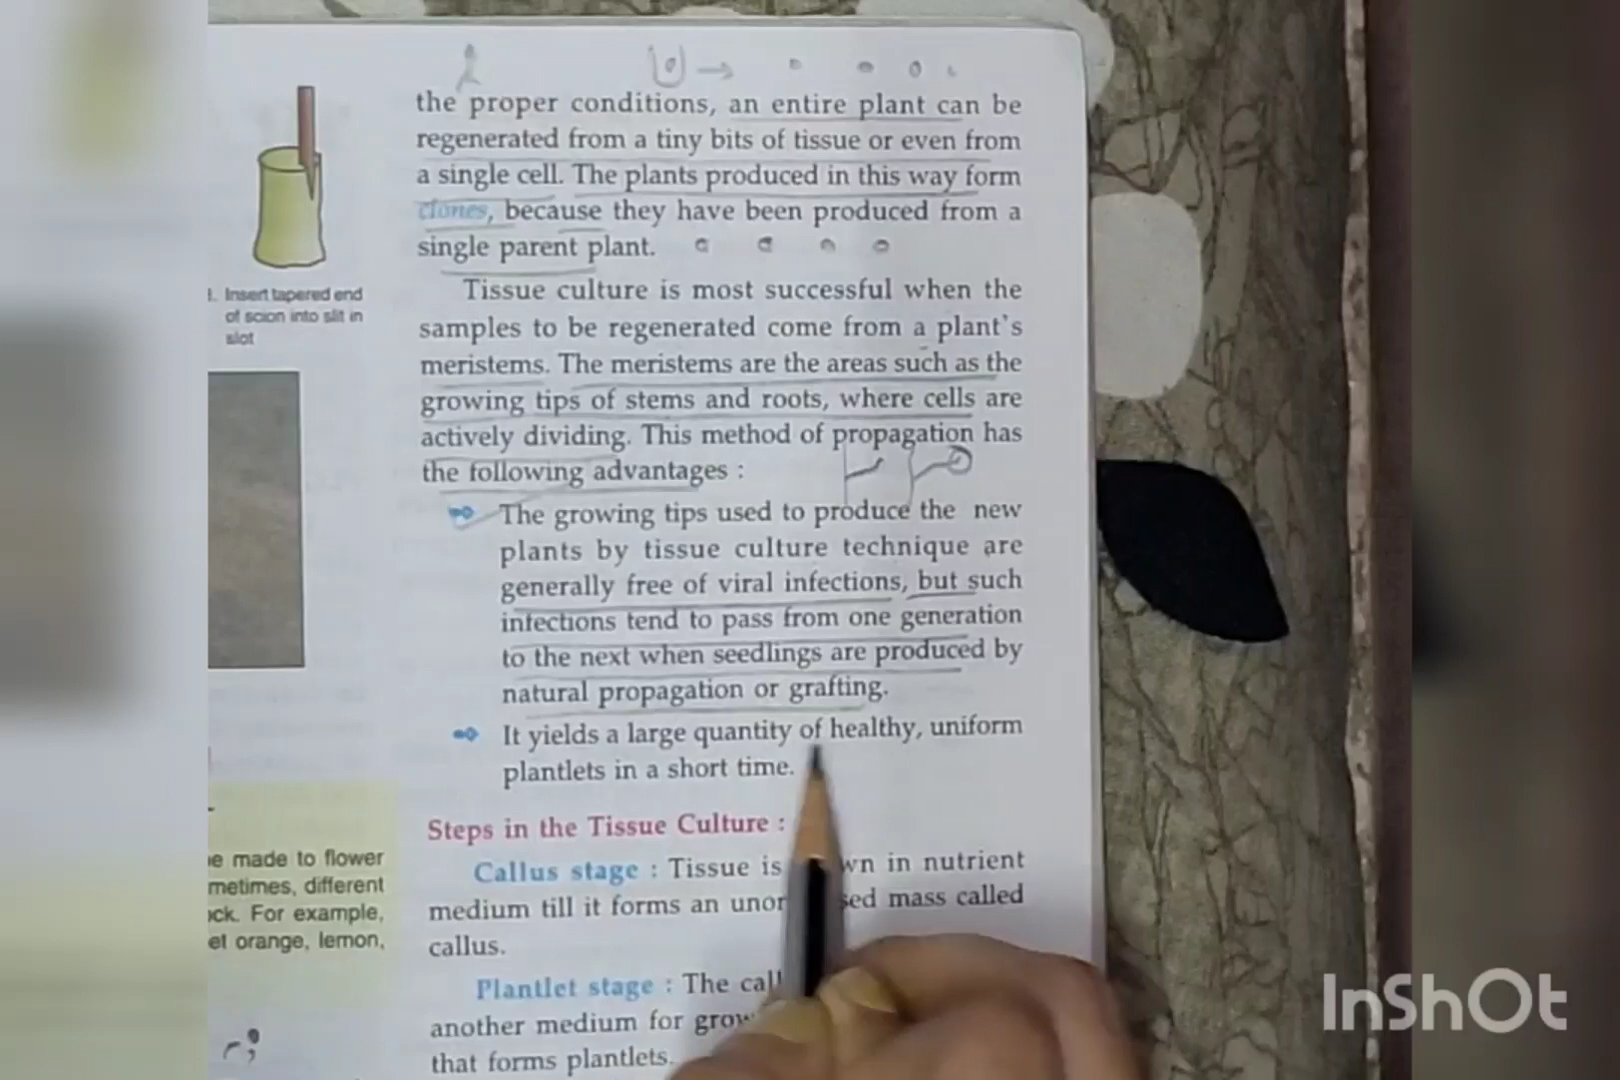 the proper conditions, an entire plant can be
regenerated from a tiny bits of tissue or even from
a single cell. The plants produced in this way form
clones, because they have been produced from a
single parent plant.
Tissue culture is most successful when the
samples to be regenerated come from a plant's
meristems. The meristems are the areas such as the
growing tips of stems and roots, where cells are
actively dividing. This method of propagation has
the following advantages :
The growing tips used to produce the new
plants by tissue culture technique are
generally free of viral infections, but such
infections tend to pass from one generation
to the next when seedlings are produced by
natural propagation or grafting.
It yields a large quantity of healthy, uniform
plantlets in a short time.
Steps in the Tissue Culture :
Callus stage : Tissue is wn in nutrient
medium till it forms an unor sed mass called
callus.
Plantlet stage : The call
another medium for grow
that forms plantlets.
Insert tapered end
of scion into slit in
slot
e made to flower
metimes, different
ck. For example,
et orange, lemon,
InShOt